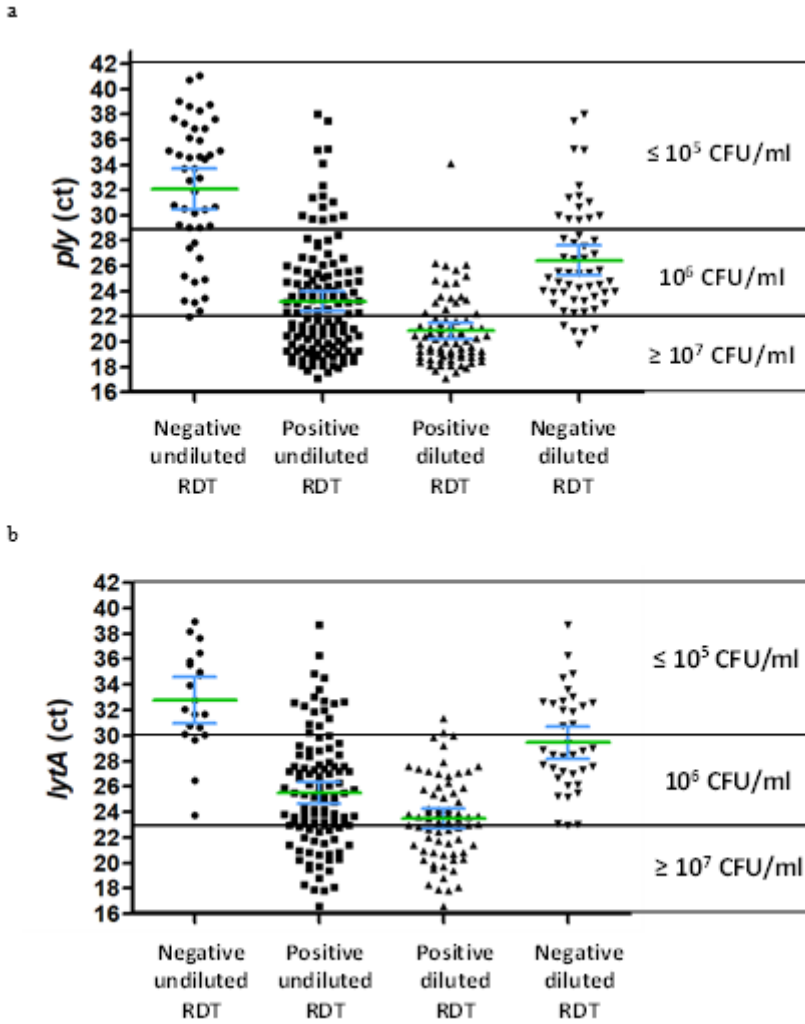 a
ply (ct)
42
40
38
36
34
32
30
28
26
24
22
20
18
16
≤ 10⁵ CFU/ml
10⁶ CFU/ml
≥ 10⁷ CFU/ml
Negative undiluted RDT
Positive undiluted RDT
Positive diluted RDT
Negative diluted RDT
b
lytA (ct)
42
40
38
36
34
32
30
28
26
24
22
20
18
16
≤ 10⁵ CFU/ml
10⁶ CFU/ml
≥ 10⁷ CFU/ml
Negative undiluted RDT
Positive undiluted RDT
Positive diluted RDT
Negative diluted RDT